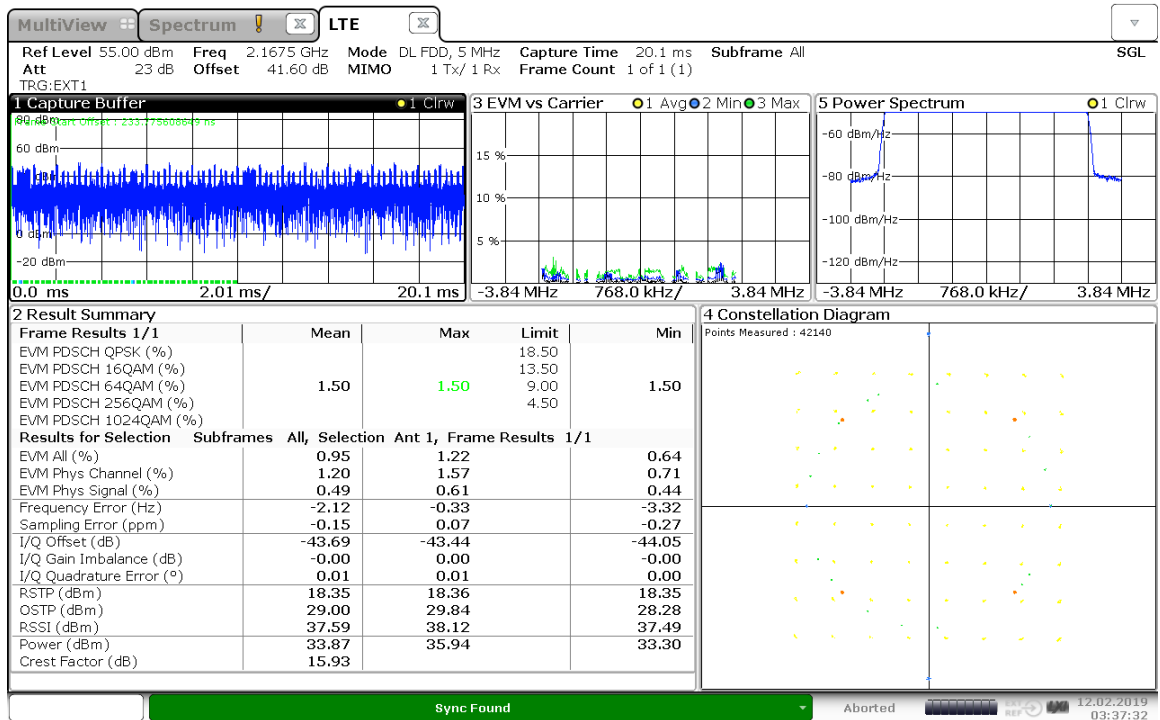 MultiView Spectrum LTE
Ref Level 55.00 dBm Freq 2.1675 GHz Mode DL FDD, 5 MHz Capture Time 20.1 ms Subframe All SGL
Att 23 dB Offset 41.60 dB MIMO 1 Tx/ 1 Rx Frame Count 1 of 1 (1)
TRG:EXT1
1 Capture Buffer 1 Clrw
Frame Start Offset : 233.275608649 ns
80 dBm
60 dBm
0 dBm
-20 dBm
0.0 ms 2.01 ms/ 20.1 ms
3 EVM vs Carrier 1 Avg 2 Min 3 Max
15 %
10 %
5 %
-3.84 MHz 768.0 kHz/ 3.84 MHz
5 Power Spectrum 1 Clrw
-60 dBm/Hz
-80 dBm/Hz
-100 dBm/Hz
-120 dBm/Hz
-3.84 MHz 768.0 kHz/ 3.84 MHz
2 Result Summary
Frame Results 1/1 Mean Max Limit Min
EVM PDSCH QPSK (%) 18.50
EVM PDSCH 16QAM (%) 13.50
EVM PDSCH 64QAM (%) 1.50 1.50 9.00 1.50
EVM PDSCH 256QAM (%) 4.50
EVM PDSCH 1024QAM (%)
Results for Selection Subframes All, Selection Ant 1, Frame Results 1/1
EVM All (%) 0.95 1.22 0.64
EVM Phys Channel (%) 1.20 1.57 0.71
EVM Phys Signal (%) 0.49 0.61 0.44
Frequency Error (Hz) -2.12 -0.33 -3.32
Sampling Error (ppm) -0.15 0.07 -0.27
I/Q Offset (dB) -43.69 -43.44 -44.05
I/Q Gain Imbalance (dB) -0.00 0.00 -0.00
I/Q Quadrature Error (°) 0.01 0.01 0.00
RSTP (dBm) 18.35 18.36 18.35
OSTP (dBm) 29.00 29.84 28.28
RSSI (dBm) 37.59 38.12 37.49
Power (dBm) 33.87 35.94 33.30
Crest Factor (dB) 15.93
4 Constellation Diagram
Points Measured : 42140
Sync Found
Aborted
12.02.2019
03:37:32